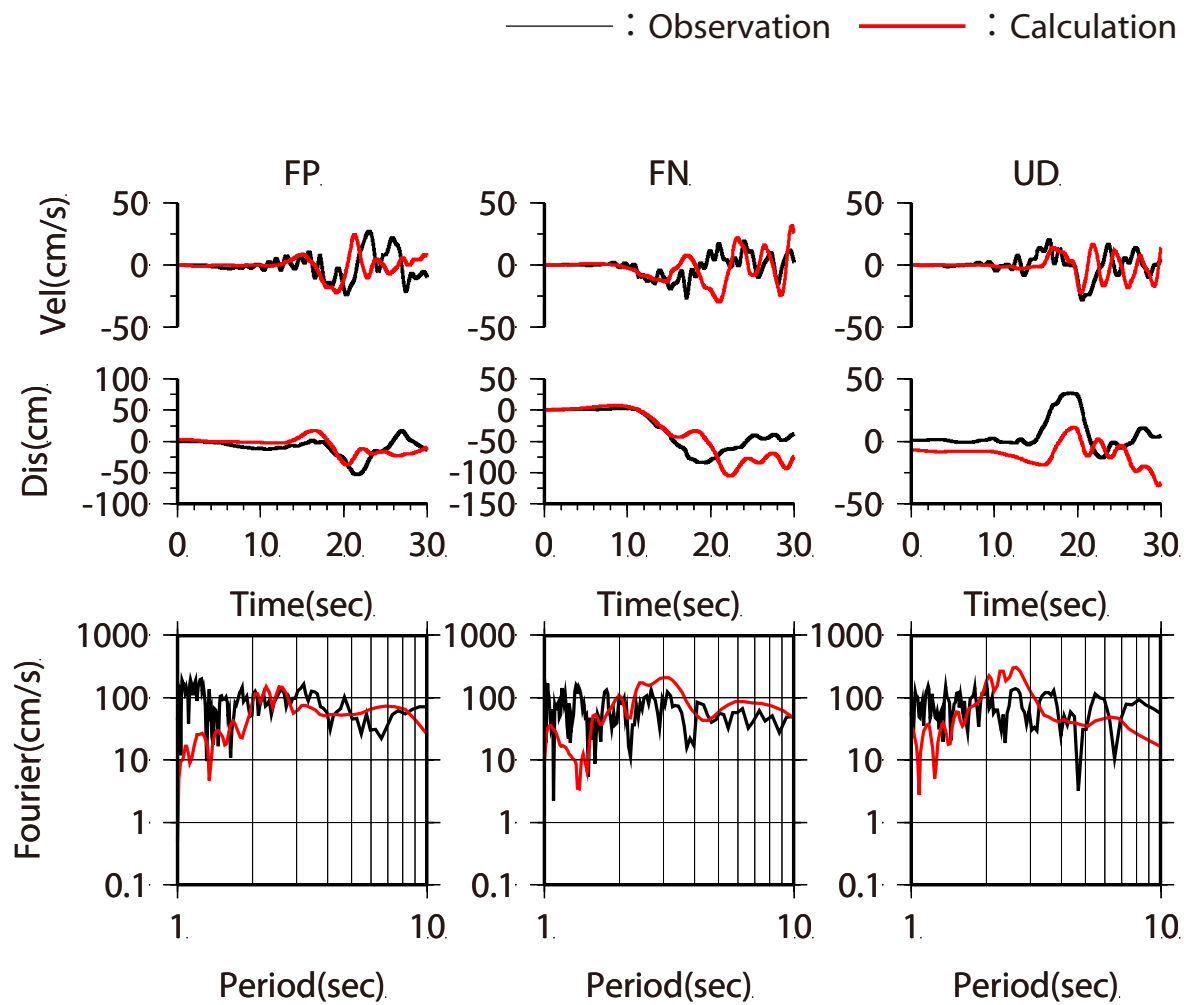 : Observation : Calculation
FP. FN. UD.
Vel(cm/s).
50. 50. 50.
0. 0. 0.
-50. -50. -50.
Dis(cm).
100. 50. 50.
50. 0. 0.
0. -50. -50.
-50. -100.
-100. -150.
0. 10. 20. 30. 0. 10. 20. 30. 0. 10. 20. 30.
Time(sec). Time(sec). Time(sec).
Fourier(cm/s).
1000. 1000. 1000.
100. 100. 100.
10. 10. 10.
1. 1. 1.
0.1. 0.1. 0.1.
1. 10. 1. 10. 1. 10.
Period(sec). Period(sec). Period(sec).